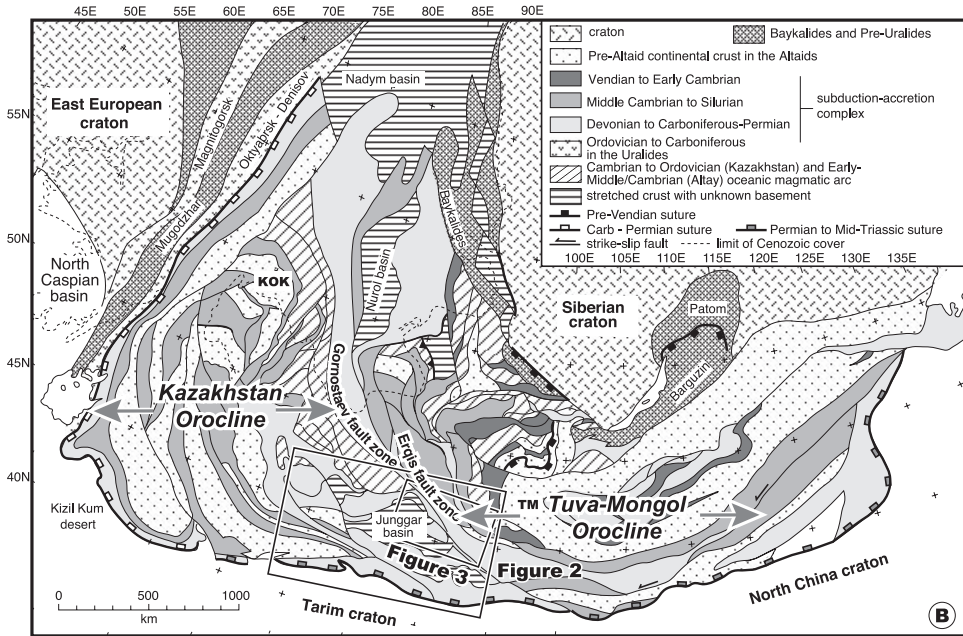 45E 50E 55E 60E 65E 70E 75E 80E 85E 90E
craton
Baykalides and Pre-Uralides
Pre-Altaid continental crust in the Altaids
Vendian to Early Cambrian
Middle Cambrian to Silurian
Devonian to Carboniferous-Permian
subduction-accretion
complex
Ordovician to Carboniferous
in the Uralides
Cambrian to Ordovician (Kazakhstan) and Early-
Middle/Cambrian (Altay) oceanic magmatic arc
stretched crust with unknown basement
Pre-Vendian suture
Carb - Permian suture
Permian to Mid-Triassic suture
strike-slip fault
limit of Cenozoic cover
100E 105E 110E 115E 120E 125E 130E 135E
55N
50N
45N
40N
East European
craton
Magnitogorsk
Oktyabrsk - Denisov
Mugodzhar
Nadym basin
Baykalides
Nurol basin
North
Caspian
basin
KOK
Siberian
craton
Patom
Barguzin
Kazakhstan
Orocline
Gornostaev fault zone
Erqis fault zone
TM
Tuva-Mongol
Orocline
Kizil Kum
desert
Junggar
basin
Figure 3
Figure 2
Tarim craton
North China craton
0 500 1000
km
B